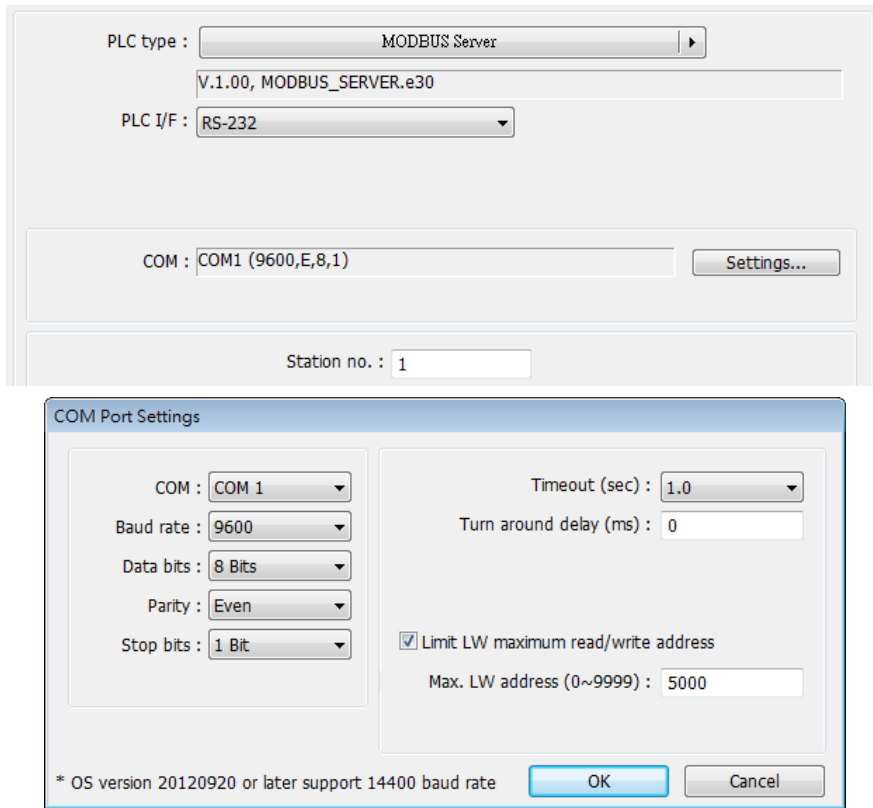 PLC type : MODBUS Server
V.1.00, MODBUS_SERVER.e30
PLC I/F : RS-232
COM : COM1 (9600,E,8,1) Settings...
Station no. : 1
COM Port Settings
COM : COM 1
Baud rate : 9600
Data bits : 8 Bits
Parity : Even
Stop bits : 1 Bit
Timeout (sec) : 1.0
Turn around delay (ms) : 0
Limit LW maximum read/write address
Max. LW address (0~9999) : 5000
* OS version 20120920 or later support 14400 baud rate
OK Cancel